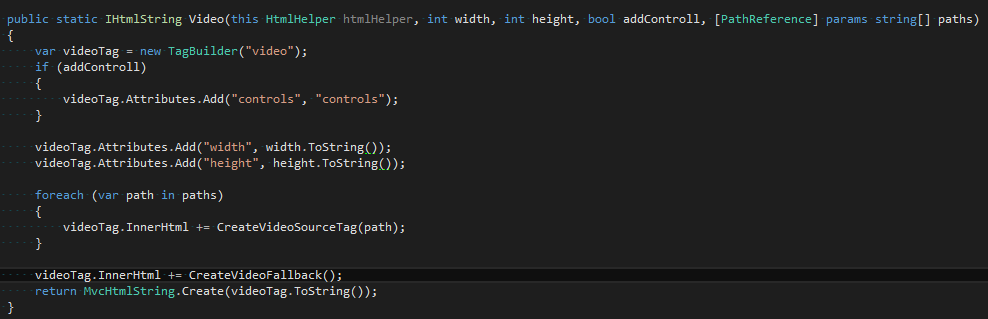 public static IHtmlString Video(this HtmlHelper htmlHelper, int width, int height, bool addControll, [PathReference] params string[] paths)
{
    var videoTag = new TagBuilder("video");
    if (addControll)
    {
        videoTag.Attributes.Add("controls", "controls");
    }

    videoTag.Attributes.Add("width", width.ToString());
    videoTag.Attributes.Add("height", height.ToString());

    foreach (var path in paths)
    {
        videoTag.InnerHtml += CreateVideoSourceTag(path);
    }

    videoTag.InnerHtml += CreateVideoFallback();
    return MvcHtmlString.Create(videoTag.ToString());
}